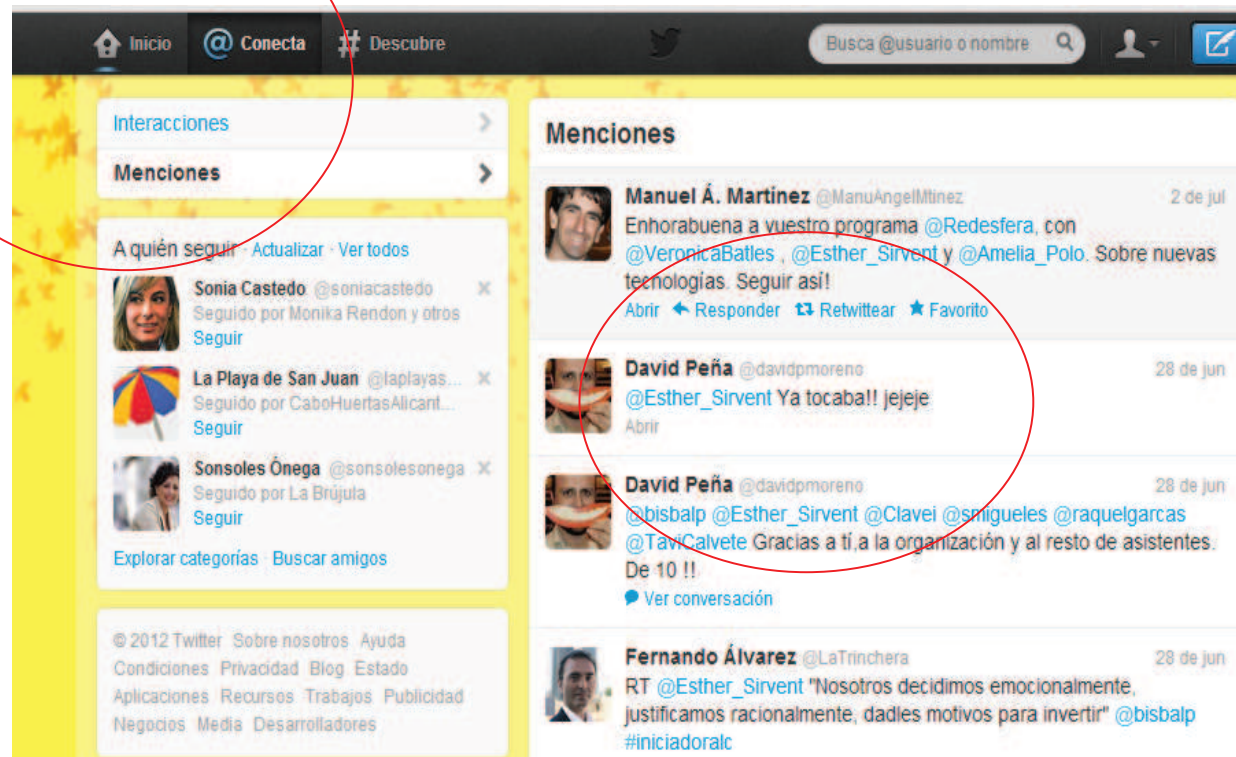 Inicio @ Conecta # Descubre
Busca @usuario o nombre
Interacciones
Menciones
A quién seguir · Actualizar · Ver todos
Sonia Castedo @soniacastedo
Seguido por Monika Rendon y otros
Seguir
La Playa de San Juan @laplayas...
Seguido por CaboHuertasAlicant...
Seguir
Sonsoles Ónega @sonsolesonega
Seguido por La Brújula
Seguir
Explorar categorías · Buscar amigos
© 2012 Twitter Sobre nosotros Ayuda
Condiciones Privacidad Blog Estado
Aplicaciones Recursos Trabajos Publicidad
Negocios Media Desarrolladores
Menciones
Manuel Á. Martínez @ManuAngelMtinez 2 de jul
Enhorabuena a vuestro programa @Redesfera, con
@VeronicaBatles , @Esther_Sirvent y @Amelia_Polo. Sobre nuevas
tecnologías. Seguir así!
Abrir Responder Retwittear Favorito
David Peña @davidpmoreno 28 de jun
@Esther_Sirvent Ya tocaba!! jejeje
Abrir
David Peña @davidpmoreno 28 de jun
@bisbalp @Esther_Sirvent @Clavei @smigueles @raquelgarcas
@TaviCalvete Gracias a tí,a la organización y al resto de asistentes.
De 10 !!
Ver conversación
Fernando Álvarez @LaTrinchera 28 de jun
RT @Esther_Sirvent "Nosotros decidimos emocionalmente,
justificamos racionalmente, dadles motivos para invertir" @bisbalp
#iniciadoralc